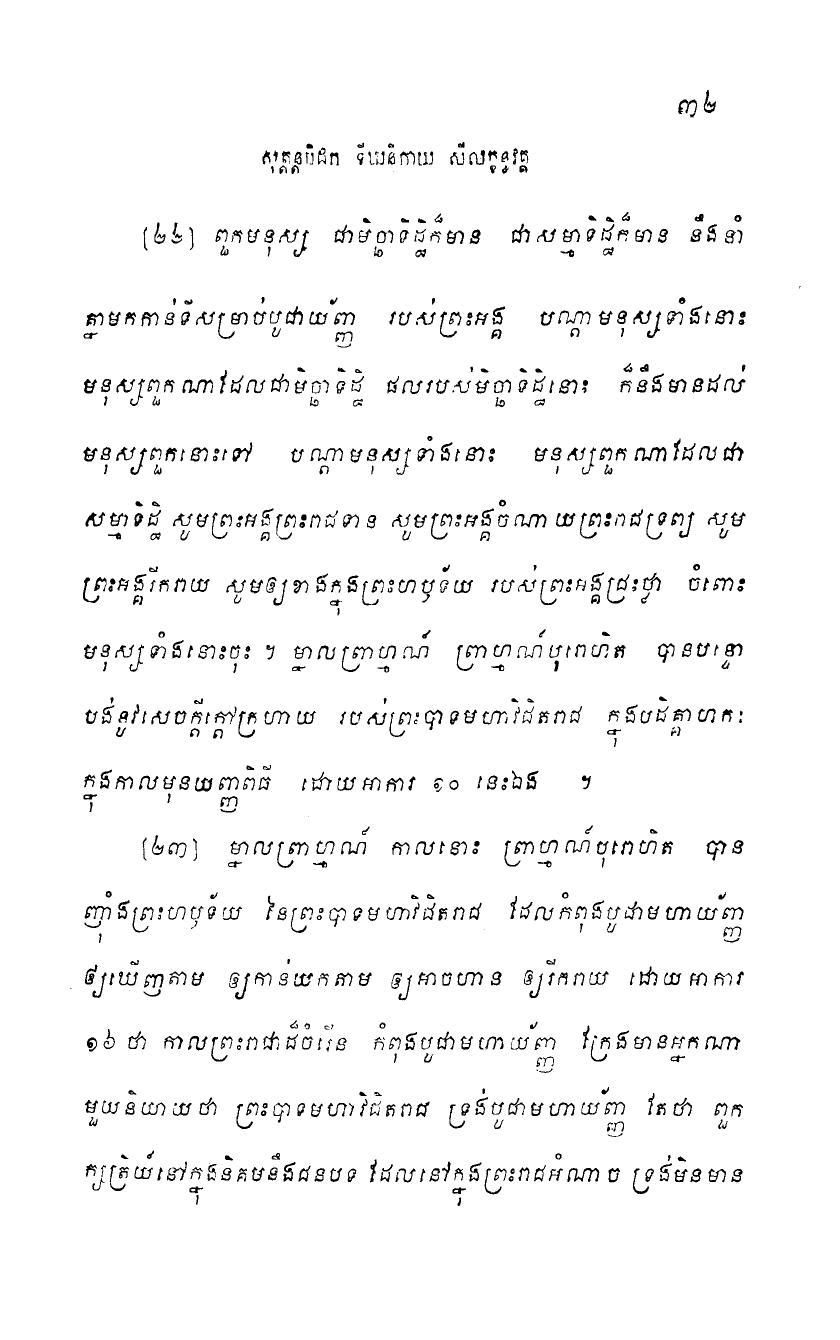 ៣២
សុត្តន្តបិដក ទីឃនិកាយ សីលក្ខន្ធវគ្គ
[២២] ពួកមនុស្ស ជាមិច្ឆាទិដ្ឋិក៏មាន ជាសម្មាទិដ្ឋិក៏មាន នឹងនាំ
គ្នាមកកាន់ទីសម្រាប់បូជាយ័ញ្ញ របស់ព្រះអង្គ បណ្តាមនុស្សទាំងនោះ
មនុស្សពួកណាដែលជាមិច្ឆាទិដ្ឋិ ផលរបស់មិច្ឆាទិដ្ឋិនោះ ក៏នឹងមានដល់
មនុស្សពួកនោះទៅ បណ្តាមនុស្សទាំងនោះ មនុស្សពួកណាដែលជា
សម្មាទិដ្ឋិ សូមព្រះអង្គព្រះរាជទាន សូមព្រះអង្គចំណាយព្រះរាជទ្រព្យ សូម
ព្រះអង្គរីករាយ សូមឲ្យខាងក្នុងព្រះហឫទ័យ របស់ព្រះអង្គជ្រះថ្លា ចំពោះ
មនុស្សទាំងនោះចុះ ។ ម្នាលព្រាហ្មណ៍ ព្រាហ្មណ៍បុរោហិត បានបន្ទោ
បង់នូវសេចក្តីក្តៅក្រហាយ របស់ព្រះបាទមហាវិជិតរាជ ក្នុងបដិគ្គាហកៈ
ក្នុងកាលមុនយញ្ញពិធី ដោយអាការ ១០ នេះឯង ។
[២៣] ម្នាលព្រាហ្មណ៍ កាលនោះ ព្រាហ្មណ៍បុរោហិត បាន
ញ៉ាំងព្រះហឫទ័យ នៃព្រះបាទមហាវិជិតរាជ ដែលកំពុងបូជាមហាយ័ញ្ញ
ឲ្យឃើញតាម ឲ្យកាន់យកតាម ឲ្យអាចហាន ឲ្យរីករាយ ដោយអាការ
១៦ ថា កាលព្រះរាជាដ៏ចំរើន កំពុងបូជាមហាយ័ញ្ញ ក្រែងមានអ្នកណា
មួយនិយាយថា ព្រះបាទមហាវិជិតរាជ ទ្រង់បូជាមហាយ័ញ្ញ តែថា ពួក
ក្សត្រិយ៍នៅក្នុងនិគមនឹងជនបទ ដែលនៅក្នុងព្រះរាជអំណាច ទ្រង់មិនមាន